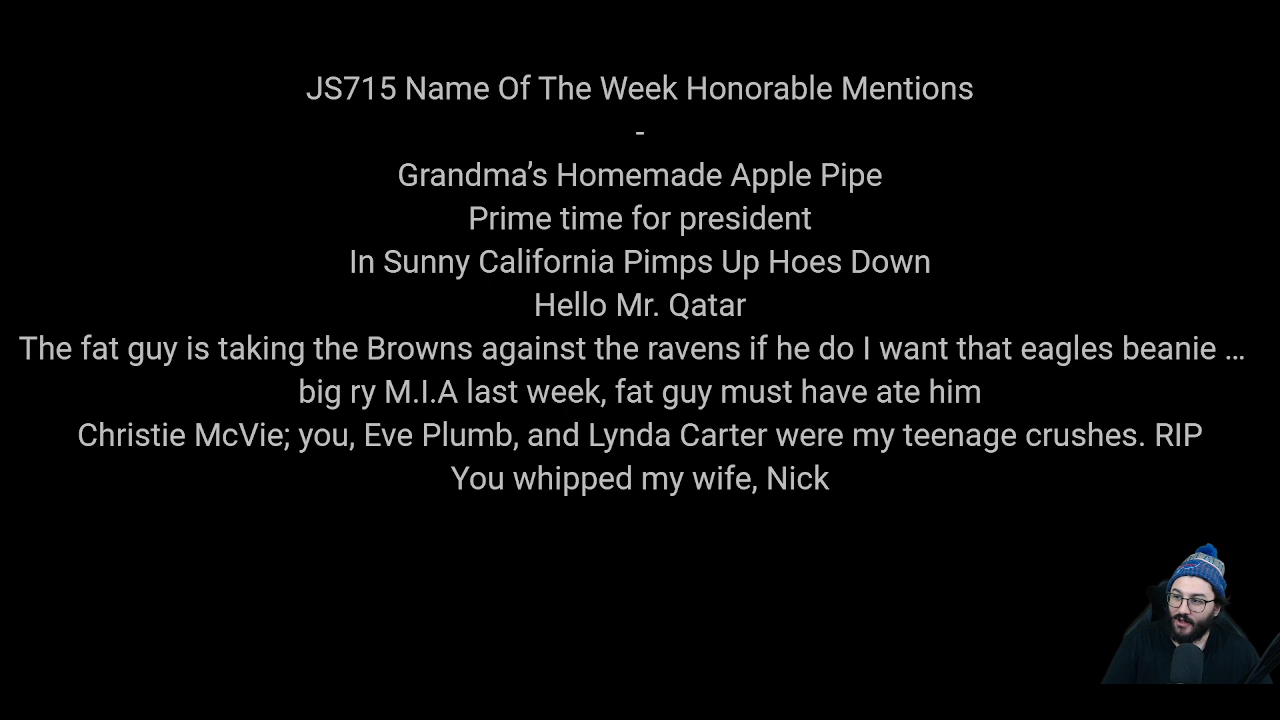 JS715 Name Of The Week Honorable Mentions
-
Grandma’s Homemade Apple Pipe
Prime time for president
In Sunny California Pimps Up Hoes Down
Hello Mr. Qatar
The fat guy is taking the Browns against the ravens if he do I want that eagles beanie ...
big ry M.I.A last week, fat guy must have ate him
Christie McVie; you, Eve Plumb, and Lynda Carter were my teenage crushes. RIP
You whipped my wife, Nick